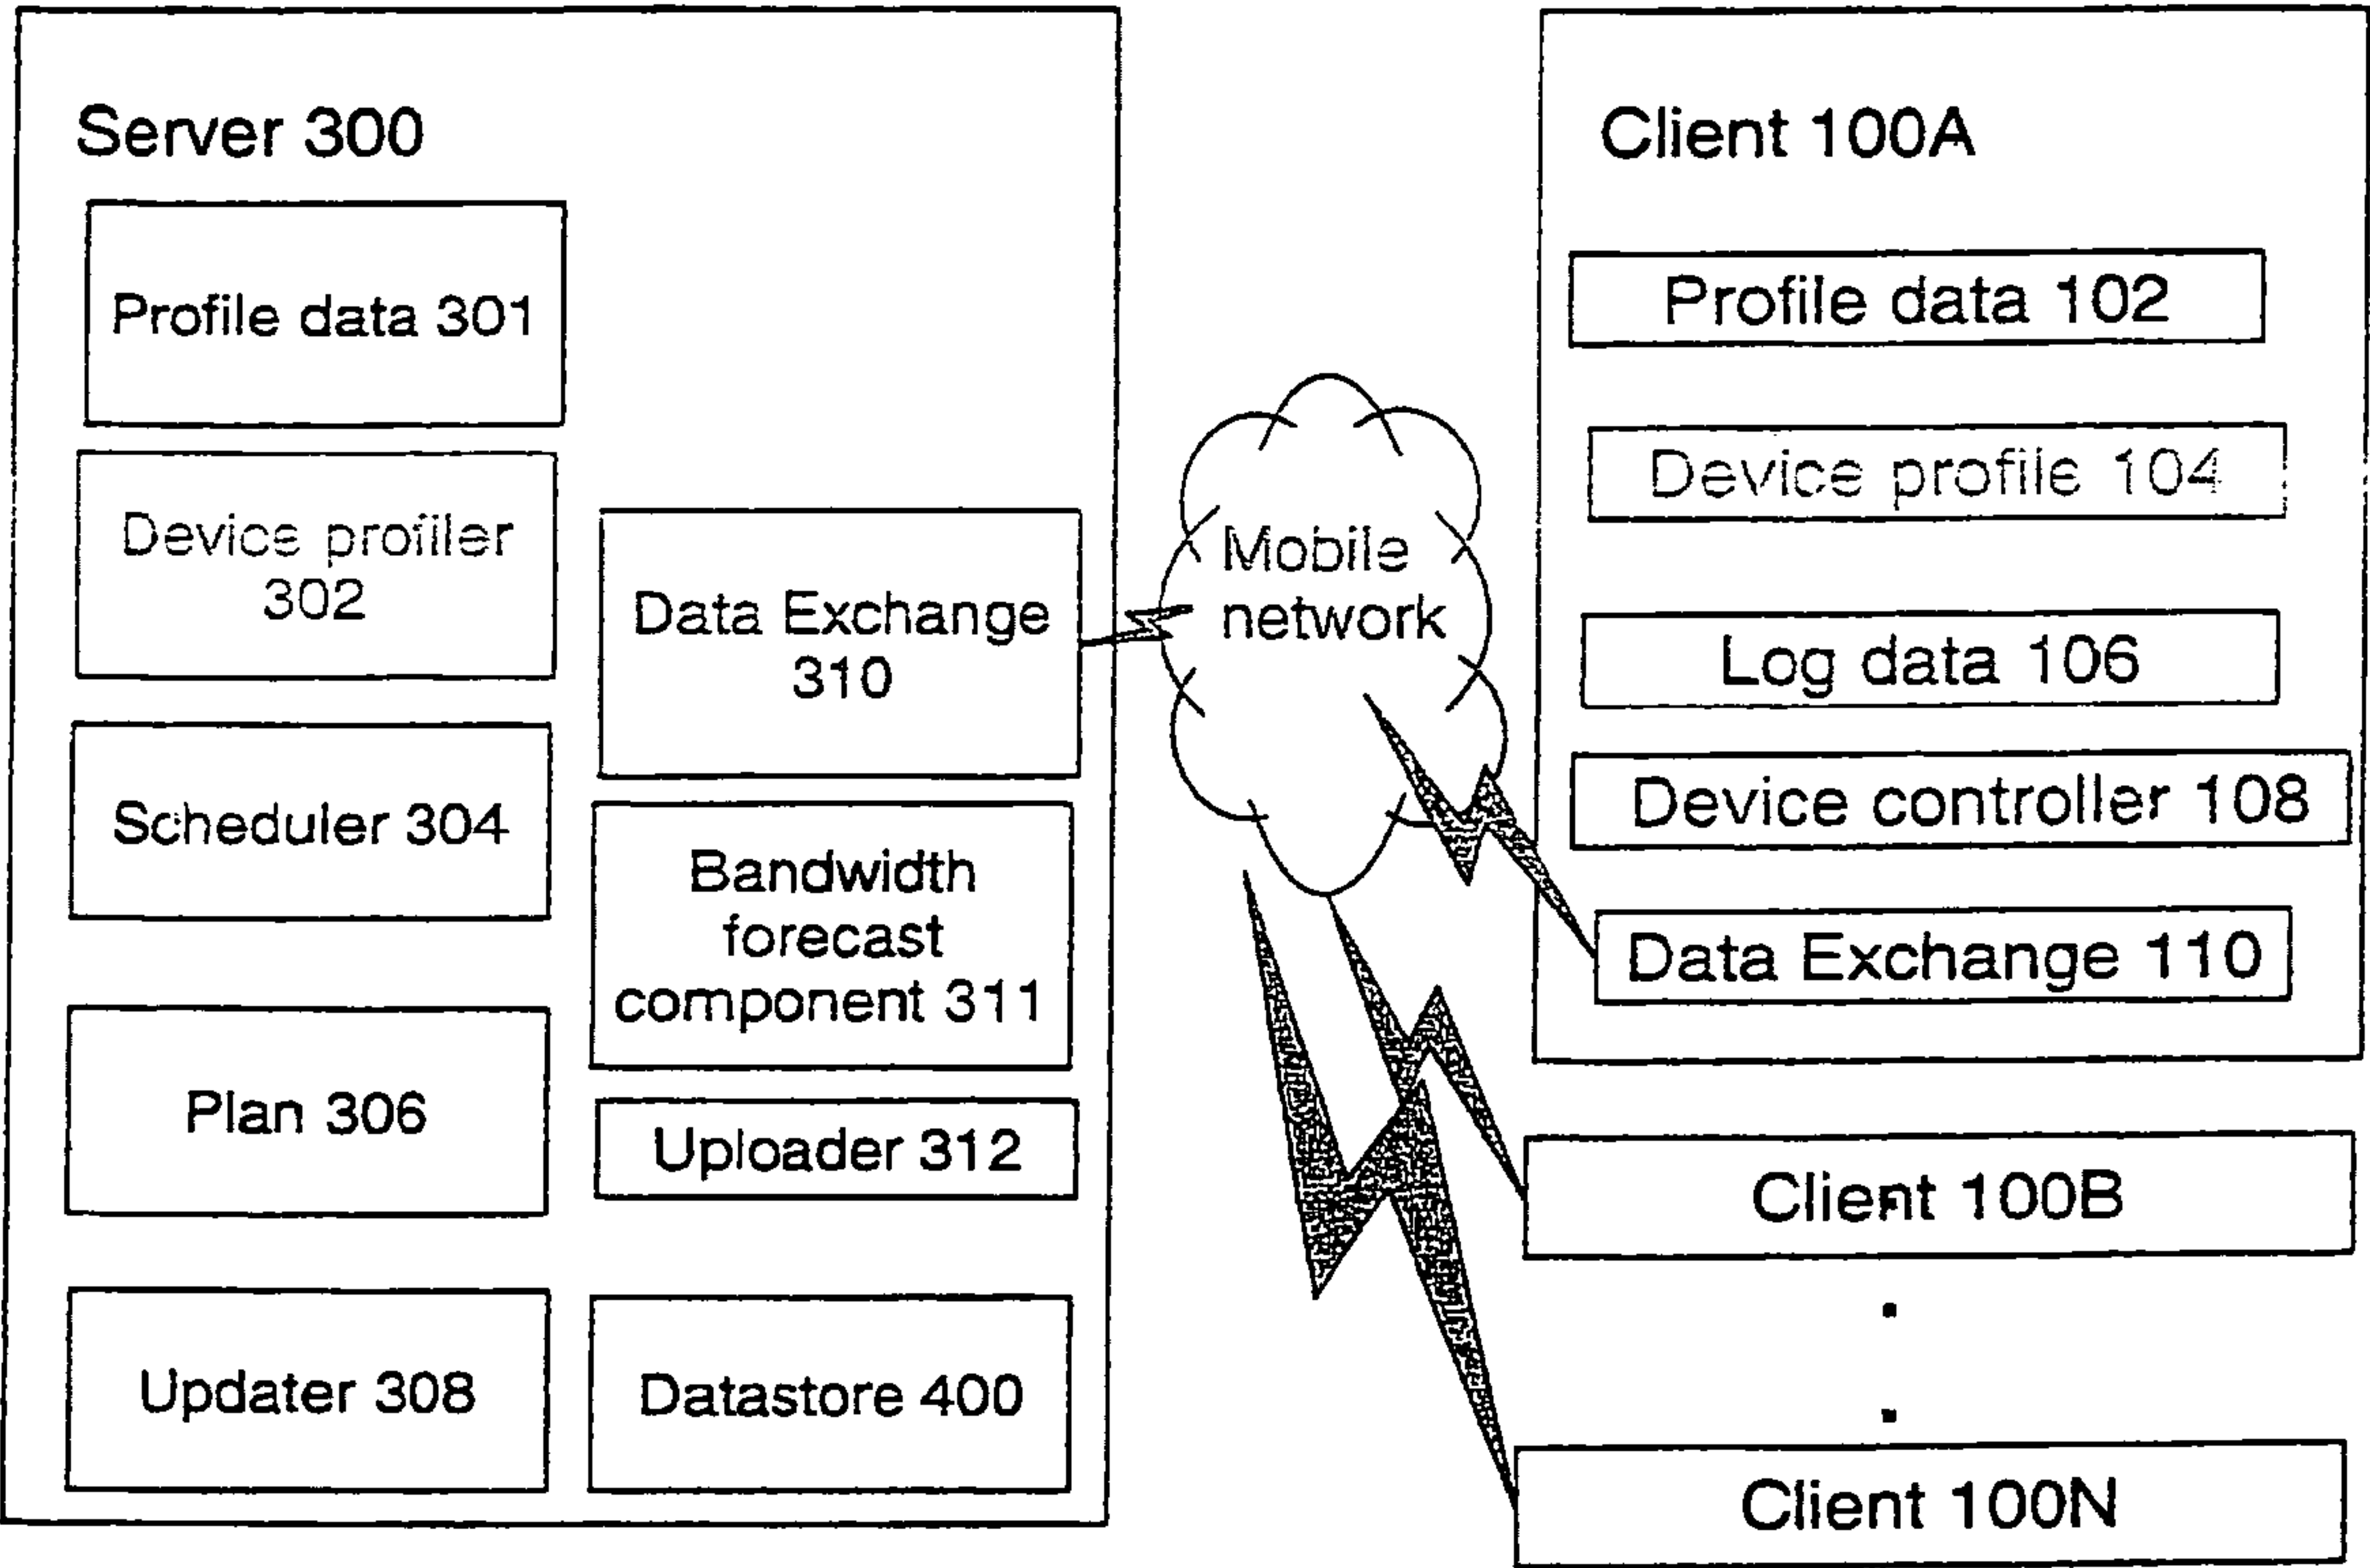 Server 300
Profile data 301
Device profiler
302
Scheduler 304
Plan 306
Updater 308
Data Exchange
310
Bandwidth
forecast
component 311
Uploader 312
Datastore 400
Mobile
network
Client 100A
Profile data 102
Device profile 104
Log data 106
Device controller 108
Data Exchange 110
Client 100B
Client 100N